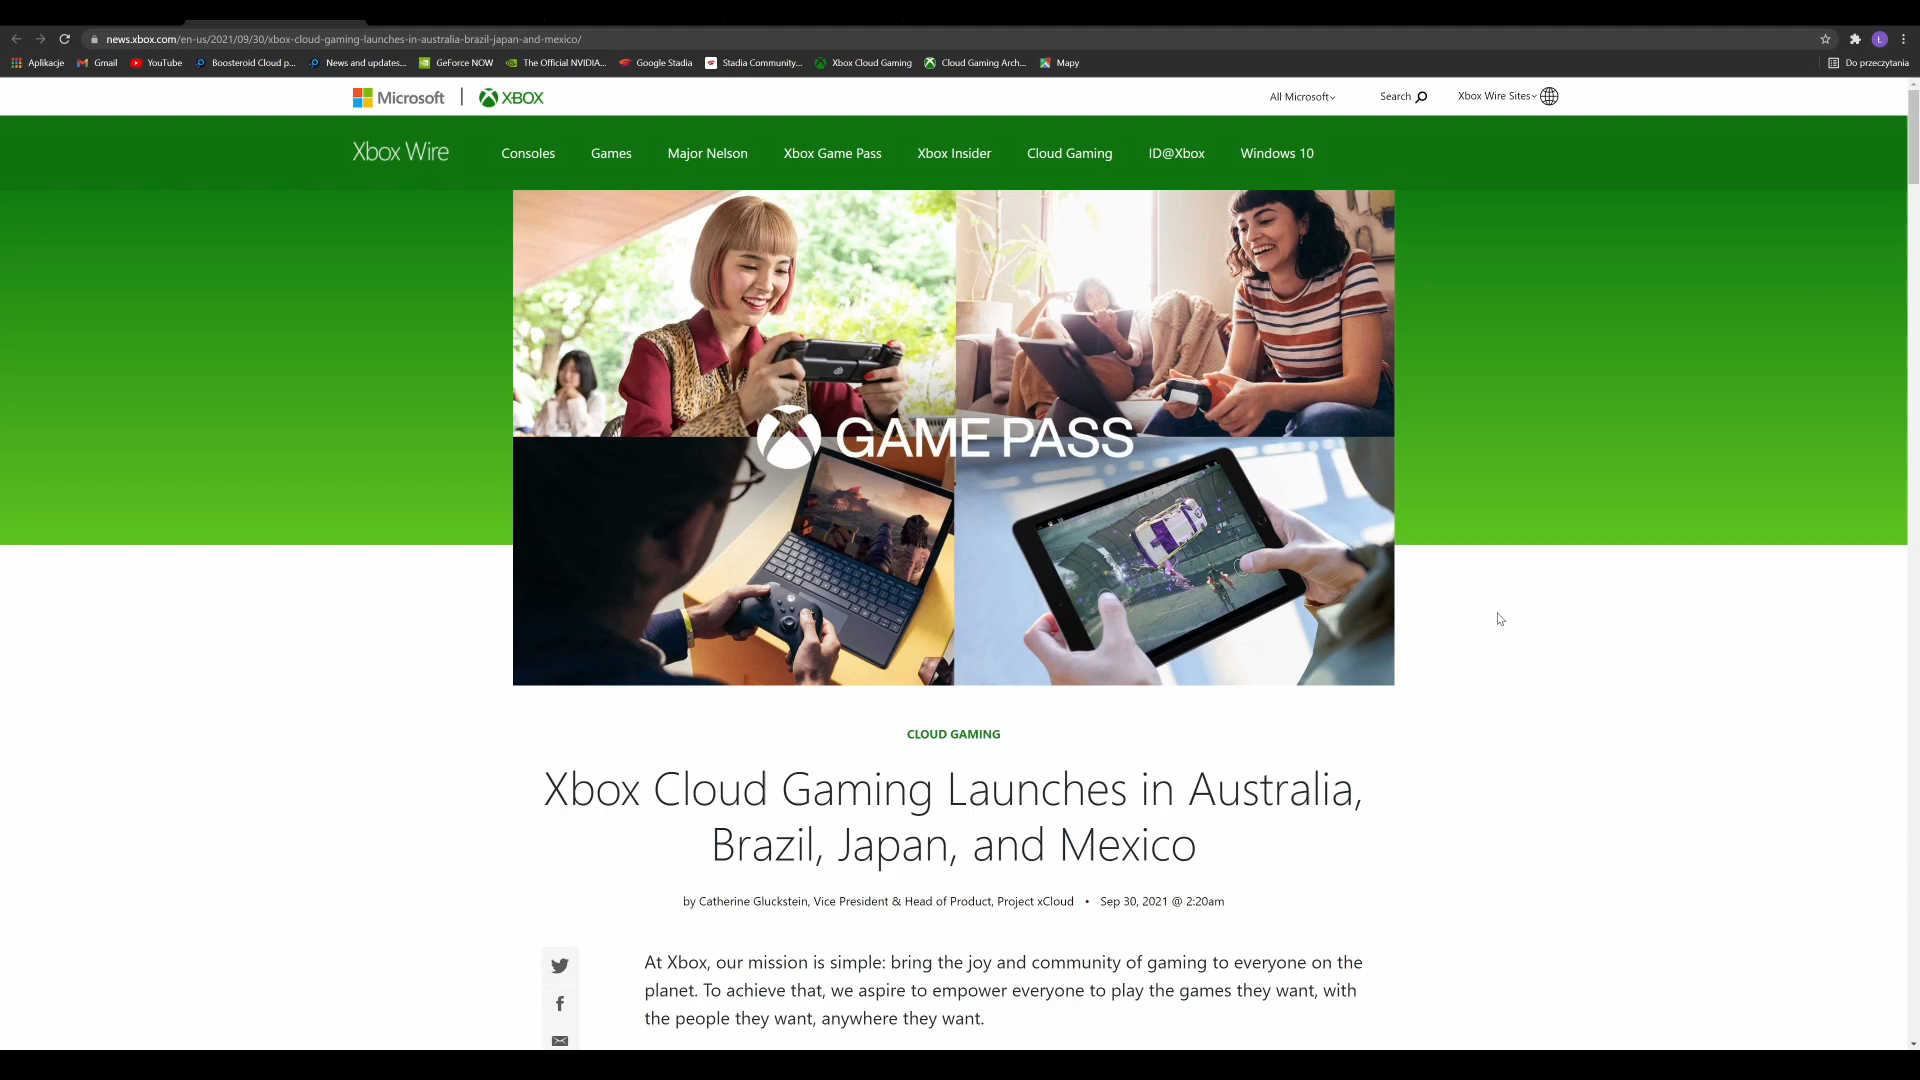 news.xbox.com/en-us/2021/09/30/xbox-cloud-gaming-launches-in-australia-brazil-japan-and-mexico/
Aplikacje Gmail YouTube Boosteroid Cloud p... News and updates... GeForce NOW The Official NVIDIA... Google Stadia Stadia Community... Xbox Cloud Gaming Cloud Gaming Arch... Mapy Do przeczytania
Microsoft | XBOX All Microsoft Search Xbox Wire Sites
Xbox Wire Consoles Games Major Nelson Xbox Game Pass Xbox Insider Cloud Gaming ID@Xbox Windows 10
GAME PASS
CLOUD GAMING
Xbox Cloud Gaming Launches in Australia,
Brazil, Japan, and Mexico
by Catherine Gluckstein, Vice President & Head of Product, Project xCloud • Sep 30, 2021 @ 2:20am
At Xbox, our mission is simple: bring the joy and community of gaming to everyone on the
planet. To achieve that, we aspire to empower everyone to play the games they want, with
the people they want, anywhere they want.